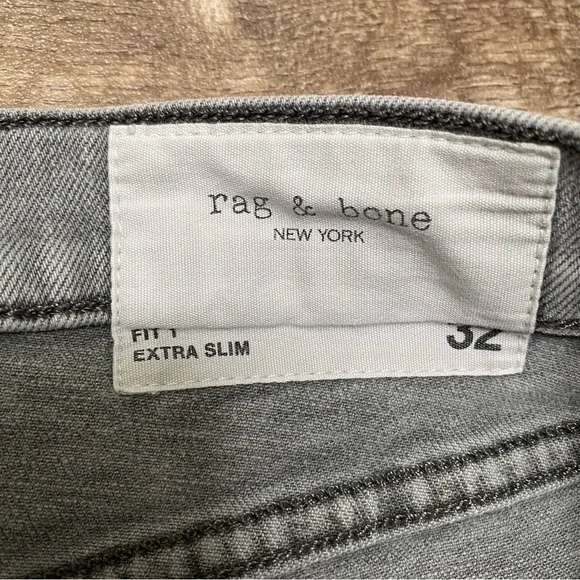 rag & bone
NEW YORK
FIT 1
EXTRA SLIM
32